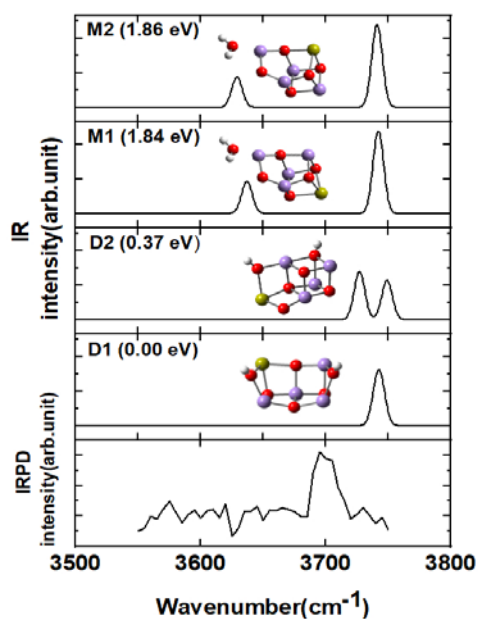 M2 (1.86 eV)
M1 (1.84 eV)
D2 (0.37 eV)
D1 (0.00 eV)
IR
intensity(arb.unit)
IRPD
intensity(arb.unit)
3500 3600 3700 3800
Wavenumber(cm⁻¹)